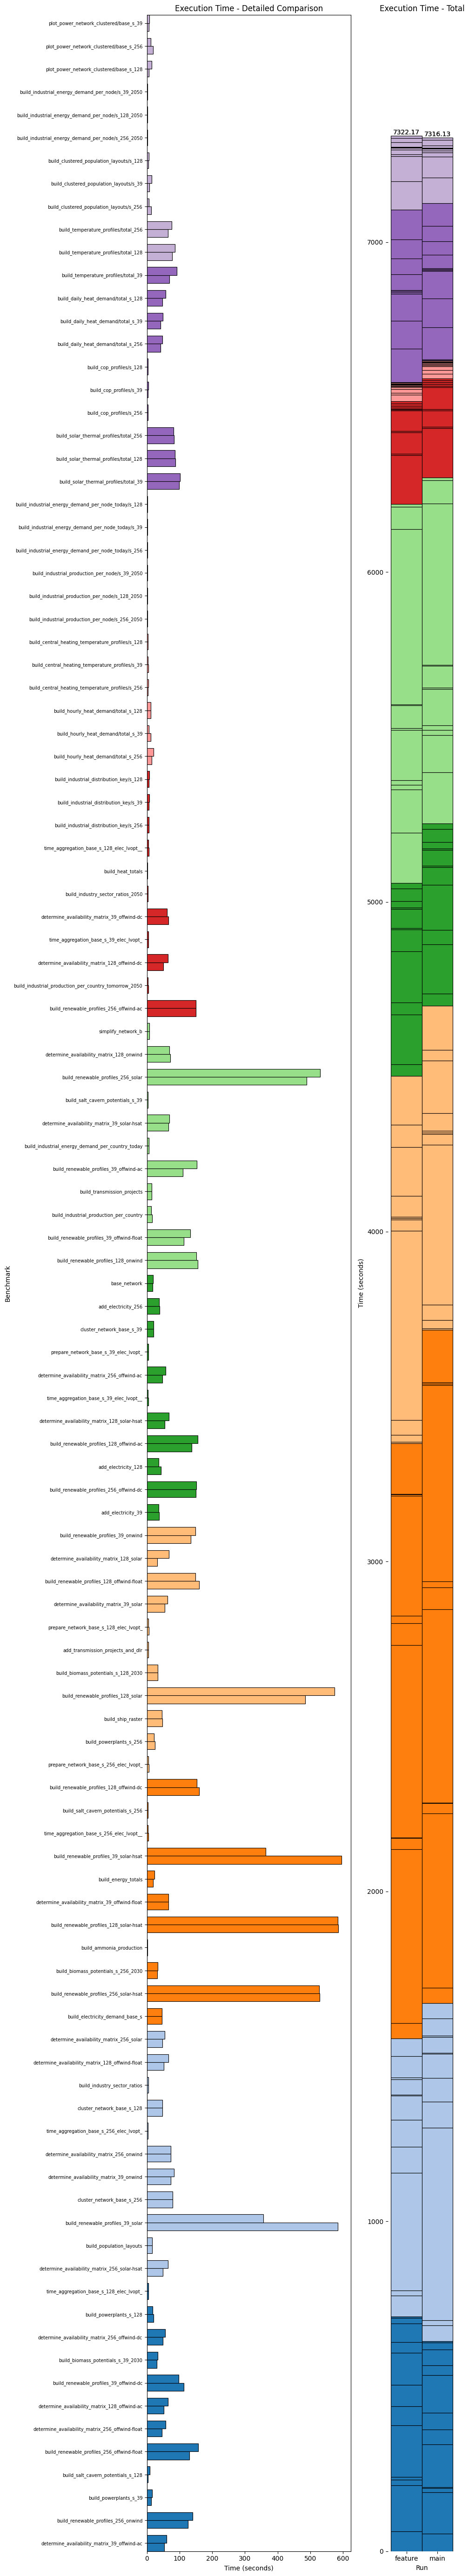 Execution Time - Detailed Comparison
Execution Time - Total
plot_power_network_clustered/base_s_39
plot_power_network_clustered/base_s_256
plot_power_network_clustered/base_s_128
build_industrial_energy_demand_per_node/s_39_2050
build_industrial_energy_demand_per_node/s_128_2050
build_industrial_energy_demand_per_node/s_256_2050
build_clustered_population_layouts/s_128
build_clustered_population_layouts/s_39
build_clustered_population_layouts/s_256
build_temperature_profiles/total_256
build_temperature_profiles/total_128
build_temperature_profiles/total_39
build_daily_heat_demand/total_s_128
build_daily_heat_demand/total_s_39
build_daily_heat_demand/total_s_256
build_cop_profiles/s_128
build_cop_profiles/s_39
build_cop_profiles/s_256
build_solar_thermal_profiles/total_256
build_solar_thermal_profiles/total_128
build_solar_thermal_profiles/total_39
build_industrial_energy_demand_per_node_today/s_128
build_industrial_energy_demand_per_node_today/s_39
build_industrial_energy_demand_per_node_today/s_256
build_industrial_production_per_node/s_39_2050
build_industrial_production_per_node/s_128_2050
build_industrial_production_per_node/s_256_2050
build_central_heating_temperature_profiles/s_128
build_central_heating_temperature_profiles/s_39
build_central_heating_temperature_profiles/s_256
build_hourly_heat_demand/total_s_128
build_hourly_heat_demand/total_s_39
build_hourly_heat_demand/total_s_256
build_industrial_distribution_key/s_128
build_industrial_distribution_key/s_39
build_industrial_distribution_key/s_256
time_aggregation_base_s_128_elec_lvopt__
build_heat_totals
build_industry_sector_ratios_2050
determine_availability_matrix_39_offwind-dc
time_aggregation_base_s_39_elec_lvopt_
determine_availability_matrix_128_offwind-dc
build_industrial_production_per_country_tomorrow_2050
build_renewable_profiles_256_offwind-ac
simplify_network_b
determine_availability_matrix_128_onwind
build_renewable_profiles_256_solar
build_salt_cavern_potentials_s_39
determine_availability_matrix_39_solar-hsat
build_industrial_energy_demand_per_country_today
build_renewable_profiles_39_offwind-ac
build_transmission_projects
build_industrial_production_per_country
build_renewable_profiles_39_offwind-float
build_renewable_profiles_128_onwind
base_network
add_electricity_256
cluster_network_base_s_39
prepare_network_base_s_39_elec_lvopt_
determine_availability_matrix_256_offwind-ac
time_aggregation_base_s_39_elec_lvopt__
determine_availability_matrix_128_solar-hsat
build_renewable_profiles_128_offwind-ac
add_electricity_128
build_renewable_profiles_256_offwind-dc
add_electricity_39
build_renewable_profiles_39_onwind
determine_availability_matrix_128_solar
build_renewable_profiles_128_offwind-float
determine_availability_matrix_39_solar
prepare_network_base_s_128_elec_lvopt_
add_transmission_projects_and_dlr
build_biomass_potentials_s_128_2030
build_renewable_profiles_128_solar
build_ship_raster
build_powerplants_s_256
prepare_network_base_s_256_elec_lvopt_
build_renewable_profiles_128_offwind-dc
build_salt_cavern_potentials_s_256
time_aggregation_base_s_256_elec_lvopt__
build_renewable_profiles_39_solar-hsat
build_energy_totals
determine_availability_matrix_39_offwind-float
build_renewable_profiles_128_solar-hsat
build_ammonia_production
build_biomass_potentials_s_256_2030
build_renewable_profiles_256_solar-hsat
build_electricity_demand_base_s
determine_availability_matrix_256_solar
determine_availability_matrix_128_offwind-float
build_industry_sector_ratios
cluster_network_base_s_128
time_aggregation_base_s_256_elec_lvopt_
determine_availability_matrix_256_onwind
determine_availability_matrix_39_onwind
cluster_network_base_s_256
build_renewable_profiles_39_solar
build_population_layouts
determine_availability_matrix_256_solar-hsat
time_aggregation_base_s_128_elec_lvopt_
build_powerplants_s_128
determine_availability_matrix_256_offwind-dc
build_biomass_potentials_s_39_2030
build_renewable_profiles_39_offwind-dc
determine_availability_matrix_128_offwind-ac
determine_availability_matrix_256_offwind-float
build_renewable_profiles_256_offwind-float
build_salt_cavern_potentials_s_128
build_powerplants_s_39
build_renewable_profiles_256_onwind
determine_availability_matrix_39_offwind-ac
Benchmark
0 100 200 300 400 500 600
Time (seconds)
7322.17 7316.13
7000
6000
5000
4000
3000
2000
1000
0
Time (seconds)
feature main
Run